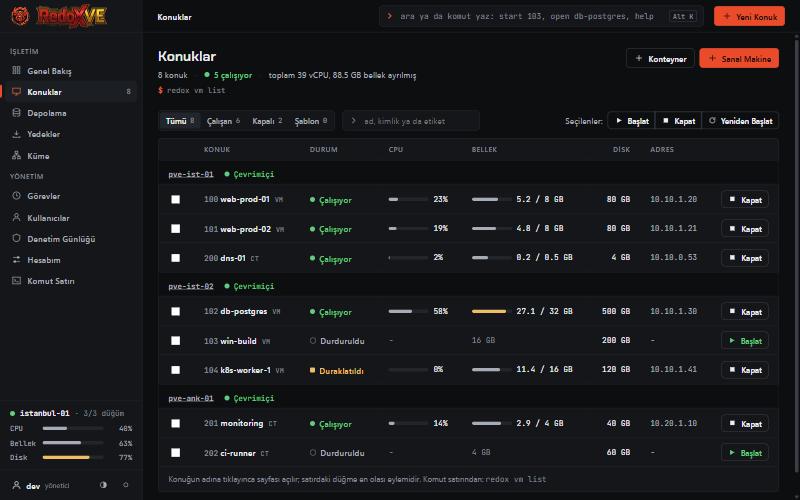 RedoXVE
Konuklar
ara ya da komut yaz: start 103, open db-postgres, help
Alt K
+ Yeni Konuk
İŞLETİM
Genel Bakış
Konuklar 8
Depolama
Yedekler
Küme
YÖNETİM
Görevler
Kullanıcılar
Denetim Günlüğü
Hesabım
Komut Satırı
istanbul-01 · 3/3 düğüm
CPU 40%
Bellek 63%
Disk 77%
dev yönetici
Konuklar
8 konuk · 5 çalışıyor · toplam 39 vCPU, 88.5 GB bellek ayrılmış
$ redox vm list
+ Konteyner
+ Sanal Makine
Tümü 8 Çalışan 6 Kapalı 2 Şablon 0
ad, kimlik ya da etiket
Seçilenler: Başlat Kapat Yeniden Başlat
KONUK DURUM CPU BELLEK DISK ADRES
pve-ist-01 Çevrimiçi
100 web-prod-01 VM Çalışıyor 23% 5.2 / 8 GB 80 GB 10.10.1.20 Kapat
101 web-prod-02 VM Çalışıyor 19% 4.8 / 8 GB 80 GB 10.10.1.21 Kapat
200 dns-01 CT Çalışıyor 2% 0.2 / 0.5 GB 4 GB 10.10.0.53 Kapat
pve-ist-02 Çevrimiçi
102 db-postgres VM Çalışıyor 58% 27.1 / 32 GB 500 GB 10.10.1.30 Kapat
103 win-build VM Durduruldu - 16 GB 200 GB - Başlat
104 k8s-worker-1 VM Duraklatıldı 0% 11.4 / 16 GB 120 GB 10.10.1.41 Kapat
pve-ank-01 Çevrimiçi
201 monitoring CT Çalışıyor 14% 2.9 / 4 GB 40 GB 10.20.1.10 Kapat
202 ci-runner CT Durduruldu - 4 GB 60 GB - Başlat
Konuğun adına tıklayınca sayfası açılır; satırdaki düğme en olası eylemidir. Komut satırından: redox vm list